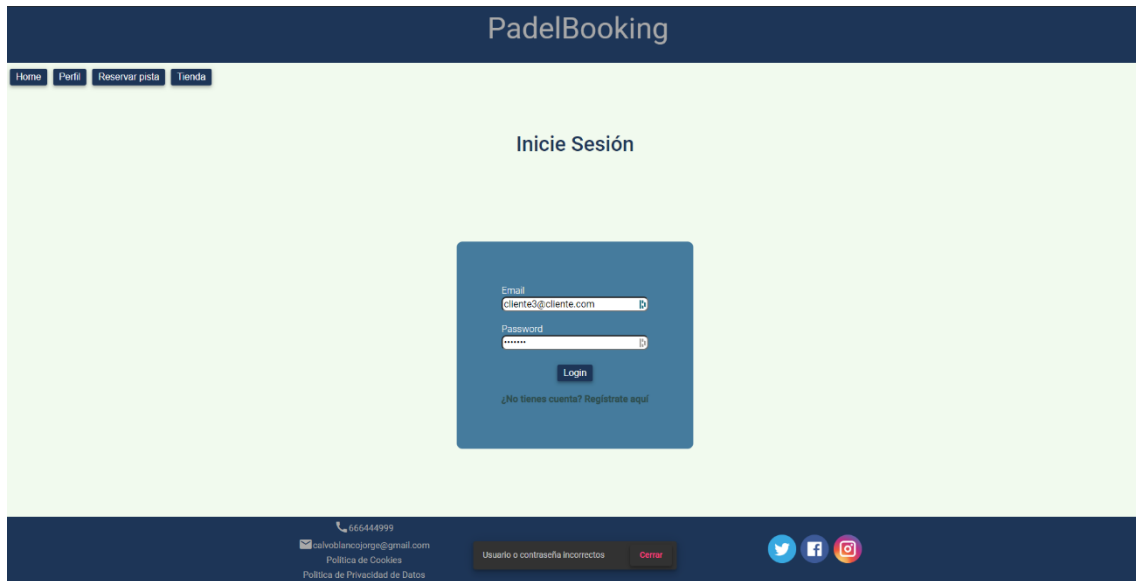 PadelBooking
Home Perfil Reservar pista Tienda
Inicie Sesión
Email
cliente3@cliente.com
Password
•••••••
Login
¿No tienes cuenta? Regístrate aquí
666444999
calvoblancojorge@gmail.com
Política de Cookies
Política de Privacidad de Datos
Usuario o contraseña incorrectos Cerrar